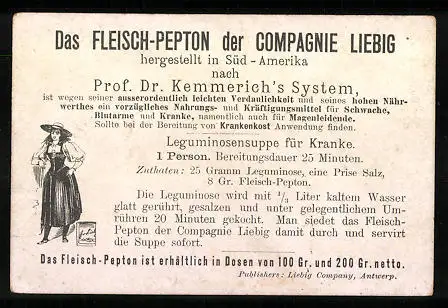 Das FLEISCH-PEPTON der COMPAGNIE LIEBIG
hergestellt in Süd-Amerika
nach
Prof. Dr. Kemmerich's System,
ist wegen seiner ausserordentlich leichten Verdaulichkeit und seines hohen Nähr-
werthes ein vorzügliches Nahrungs- und Kräftigungsmittel für Schwache,
Blutarme und Kranke, namentlich auch für Magenleidende.
Sollte bei der Bereitung von Krankenkost Anwendung finden.
Leguminosensuppe für Kranke.
1 Person. Bereitungsdauer 25 Minuten.
Zuthaten: 25 Gramm Leguminose, eine Prise Salz,
8 Gr. Fleisch-Pepton.
Die Leguminose wird mit 1/3 Liter kaltem Wasser
glatt gerührt, gesalzen und unter gelegentlichem Um-
rühren 20 Minuten gekocht. Man siedet das Fleisch-
Pepton der Compagnie Liebig damit durch und servirt
die Suppe sofort.
Das Fleisch-Pepton ist erhältlich in Dosen von 100 Gr. und 200 Gr. netto.
Publishers: Liebig Company, Antwerp.